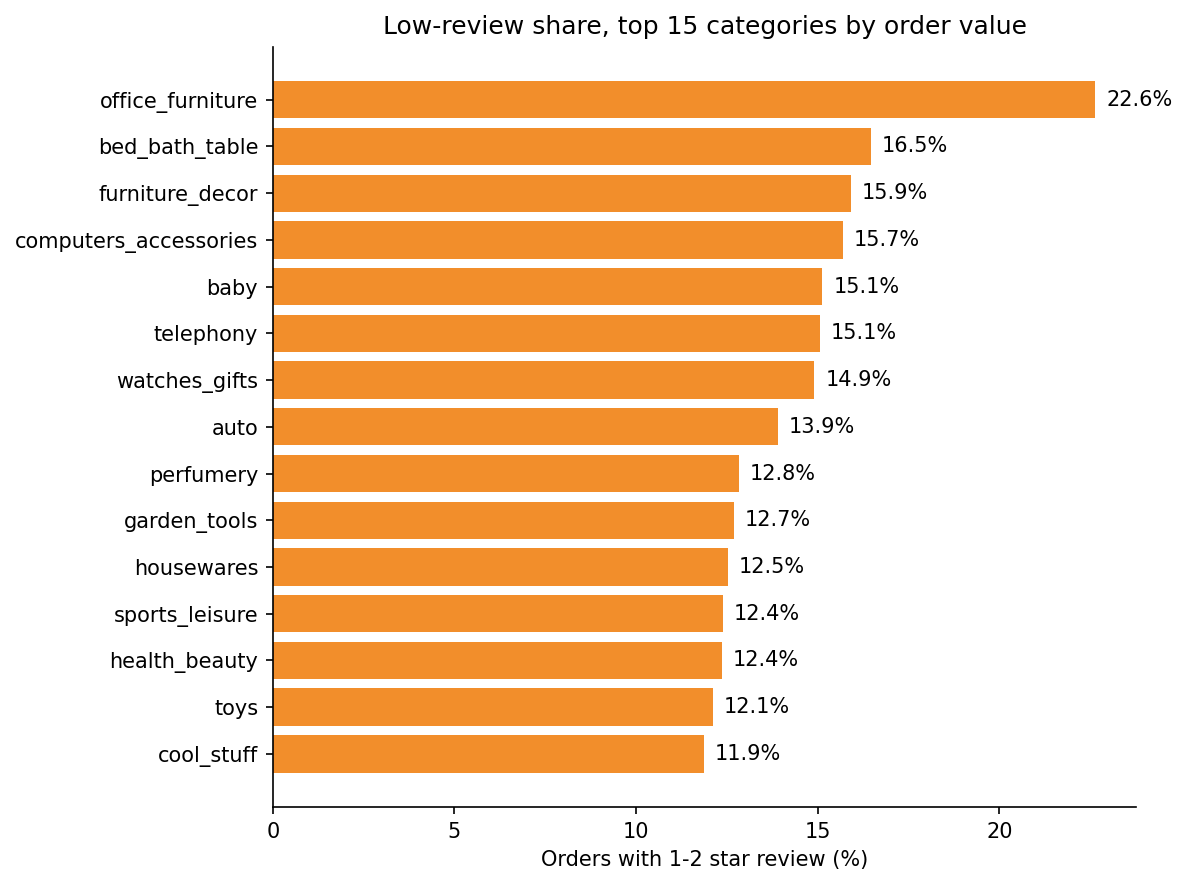 Low-review share, top 15 categories by order value
office_furniture 22.6%
bed_bath_table 16.5%
furniture_decor 15.9%
computers_accessories 15.7%
baby 15.1%
telephony 15.1%
watches_gifts 14.9%
auto 13.9%
perfumery 12.8%
garden_tools 12.7%
housewares 12.5%
sports_leisure 12.4%
health_beauty 12.4%
toys 12.1%
cool_stuff 11.9%
0 5 10 15 20
Orders with 1-2 star review (%)